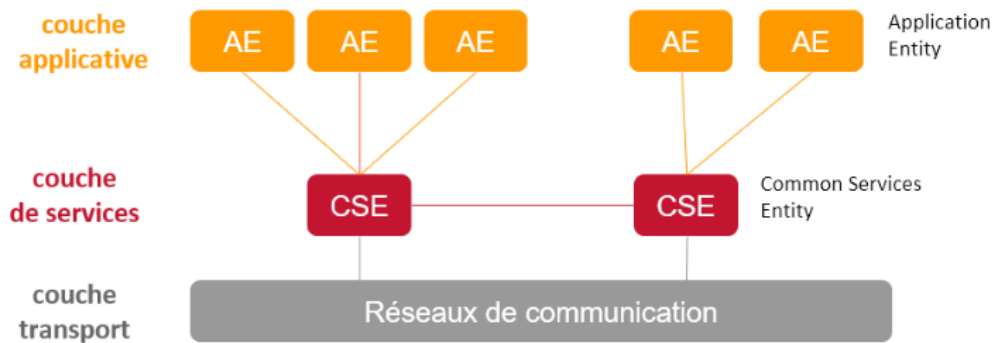 couche
applicative
AE
AE
AE
AE
AE
Application
Entity
couche
de services
CSE
CSE
Common Services
Entity
couche
transport
Réseaux de communication